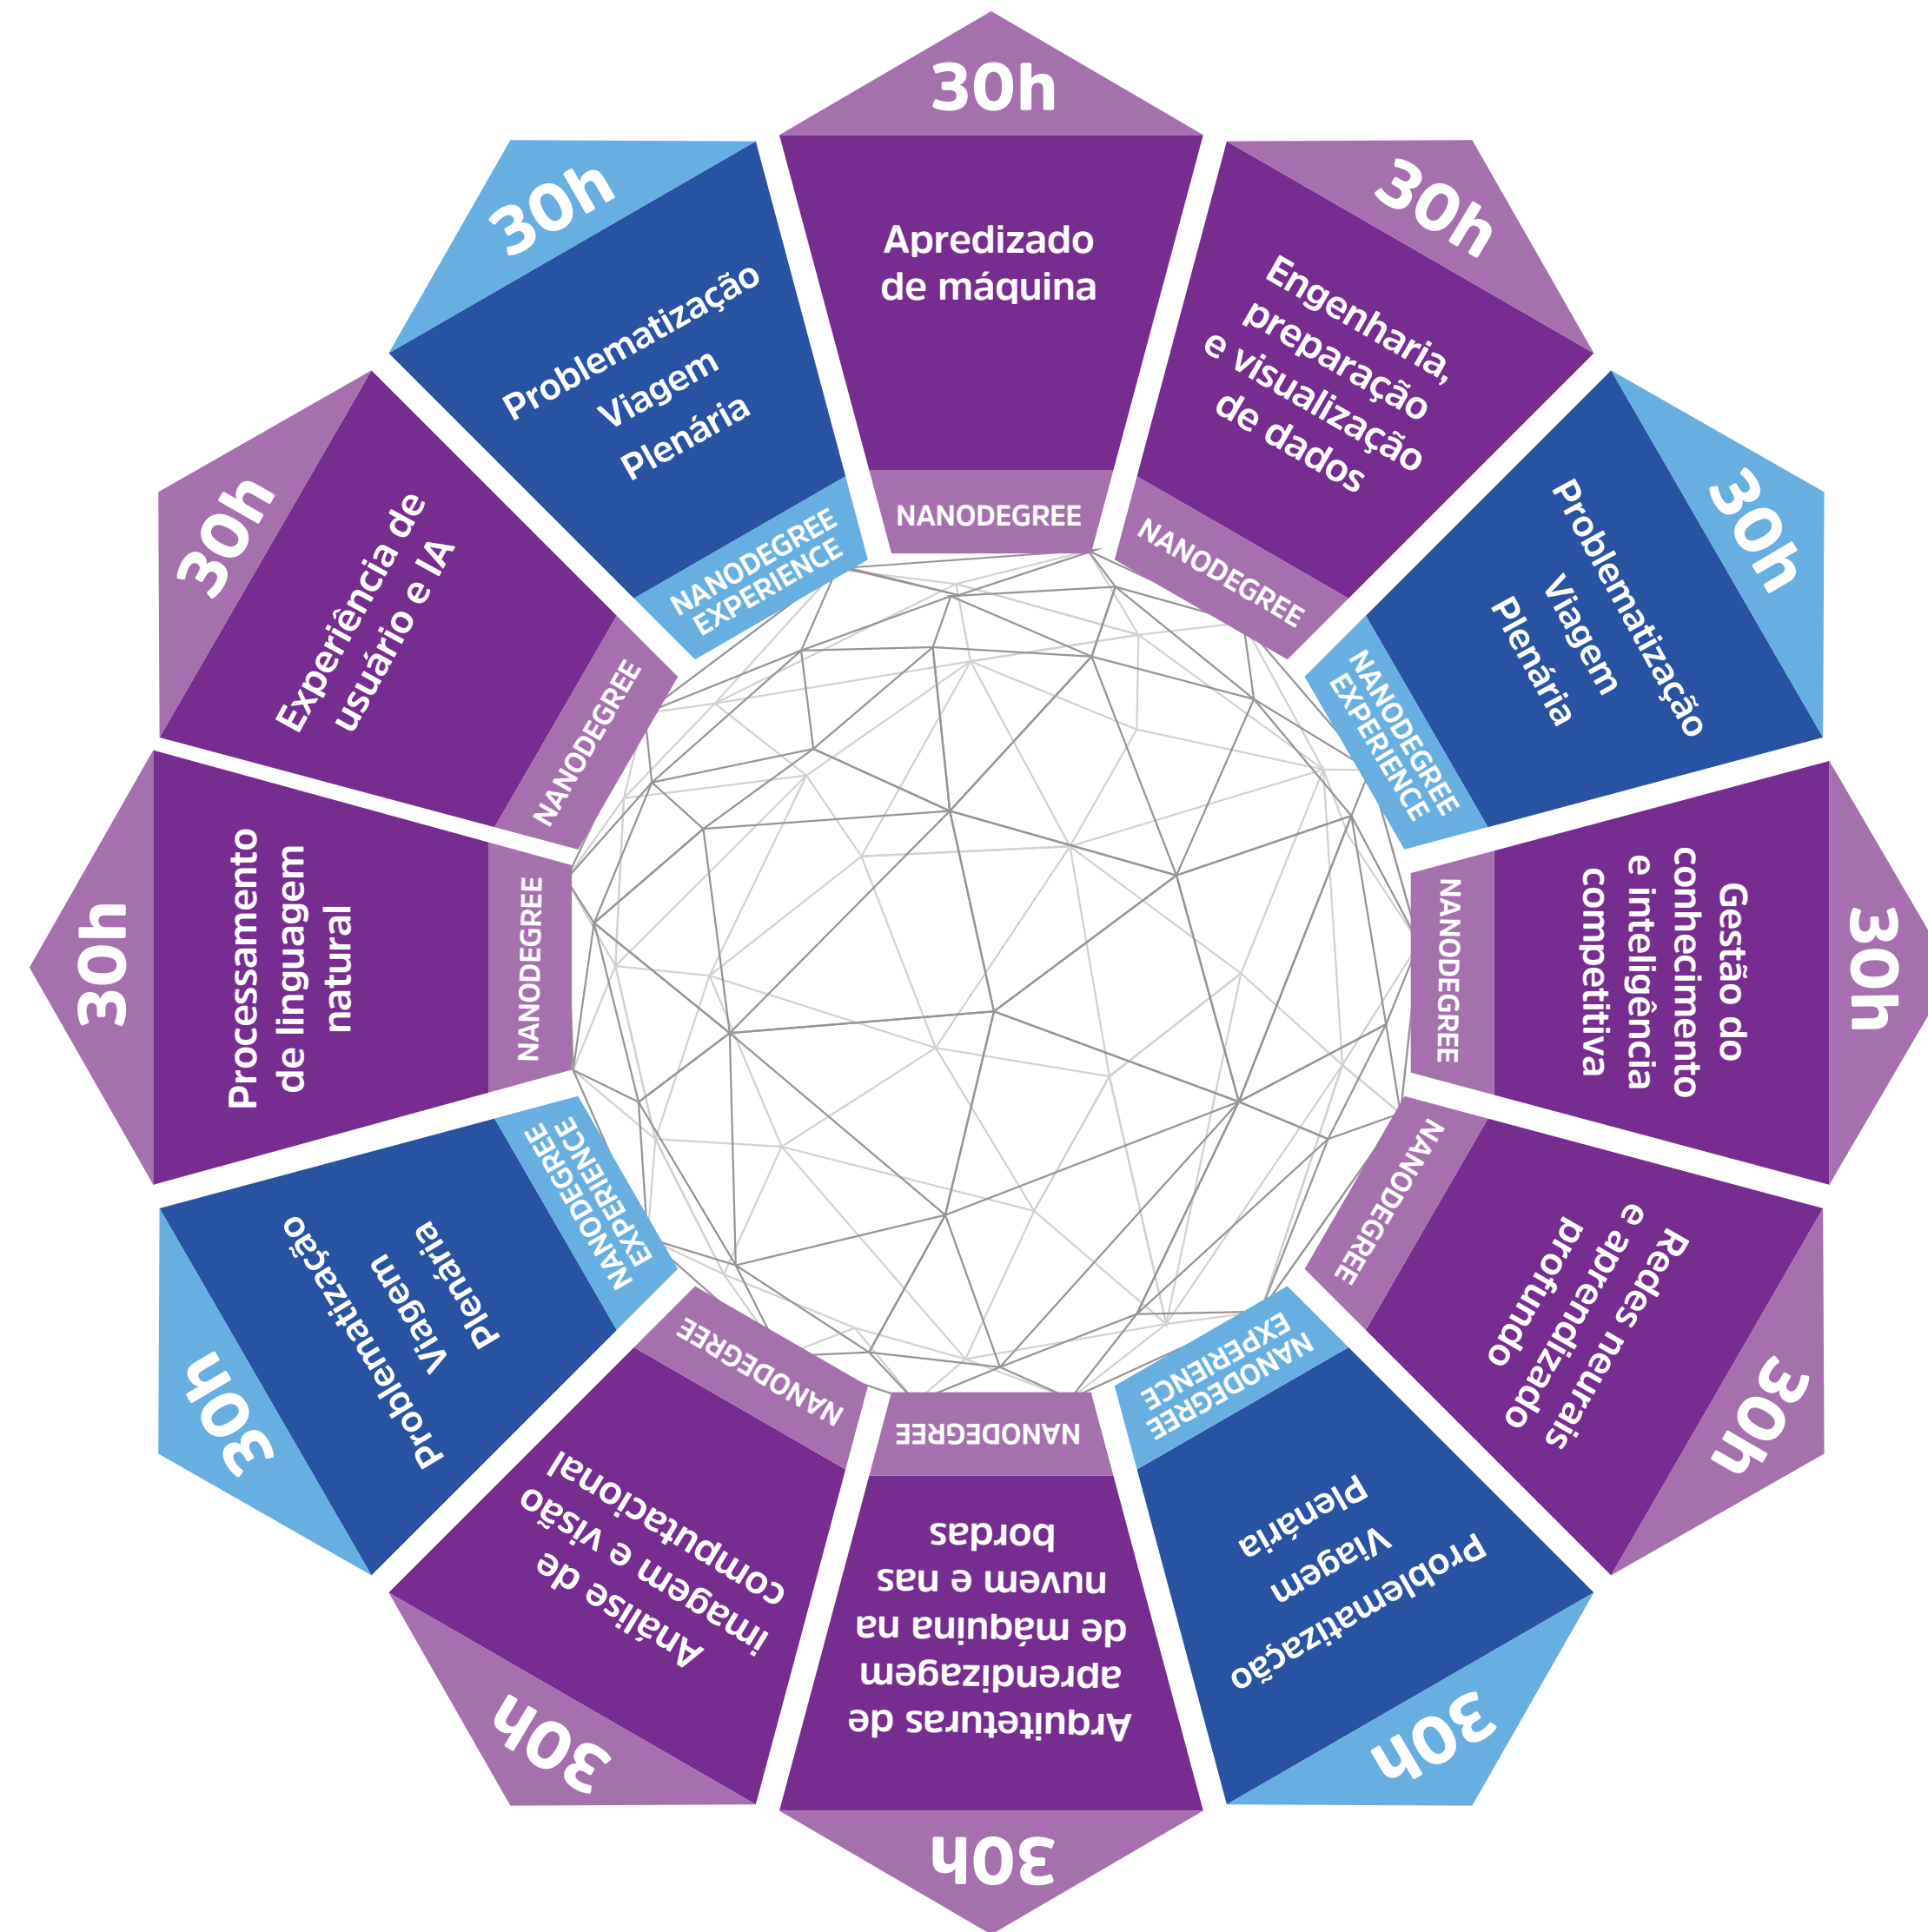 30h
Apredizado
de máquina
NANODEGREE
30h
Engenharia,
preparação
e visualização
de dados
NANODEGREE
30h
Problematização
Viagem
Plenária
NANODEGREE
EXPERIENCE
30h
Gestão do
conhecimento
e inteligência
competitiva
NANODEGREE
30h
Redes neurais
e aprendizado
profundo
NANODEGREE
30h
Problematização
Viagem
Plenária
NANODEGREE
EXPERIENCE
30h
Arquiteturas de
aprendizagem
de máquina na
nuvem e nas
bordas
NANODEGREE
30h
Análise de
imagem e visão
computacional
NANODEGREE
30h
Problematização
Viagem
Plenária
NANODEGREE
EXPERIENCE
30h
Processamento
de linguagem
natural
NANODEGREE
30h
Experiência de
usuário e IA
NANODEGREE
30h
Problematização
Viagem
Plenária
NANODEGREE
EXPERIENCE